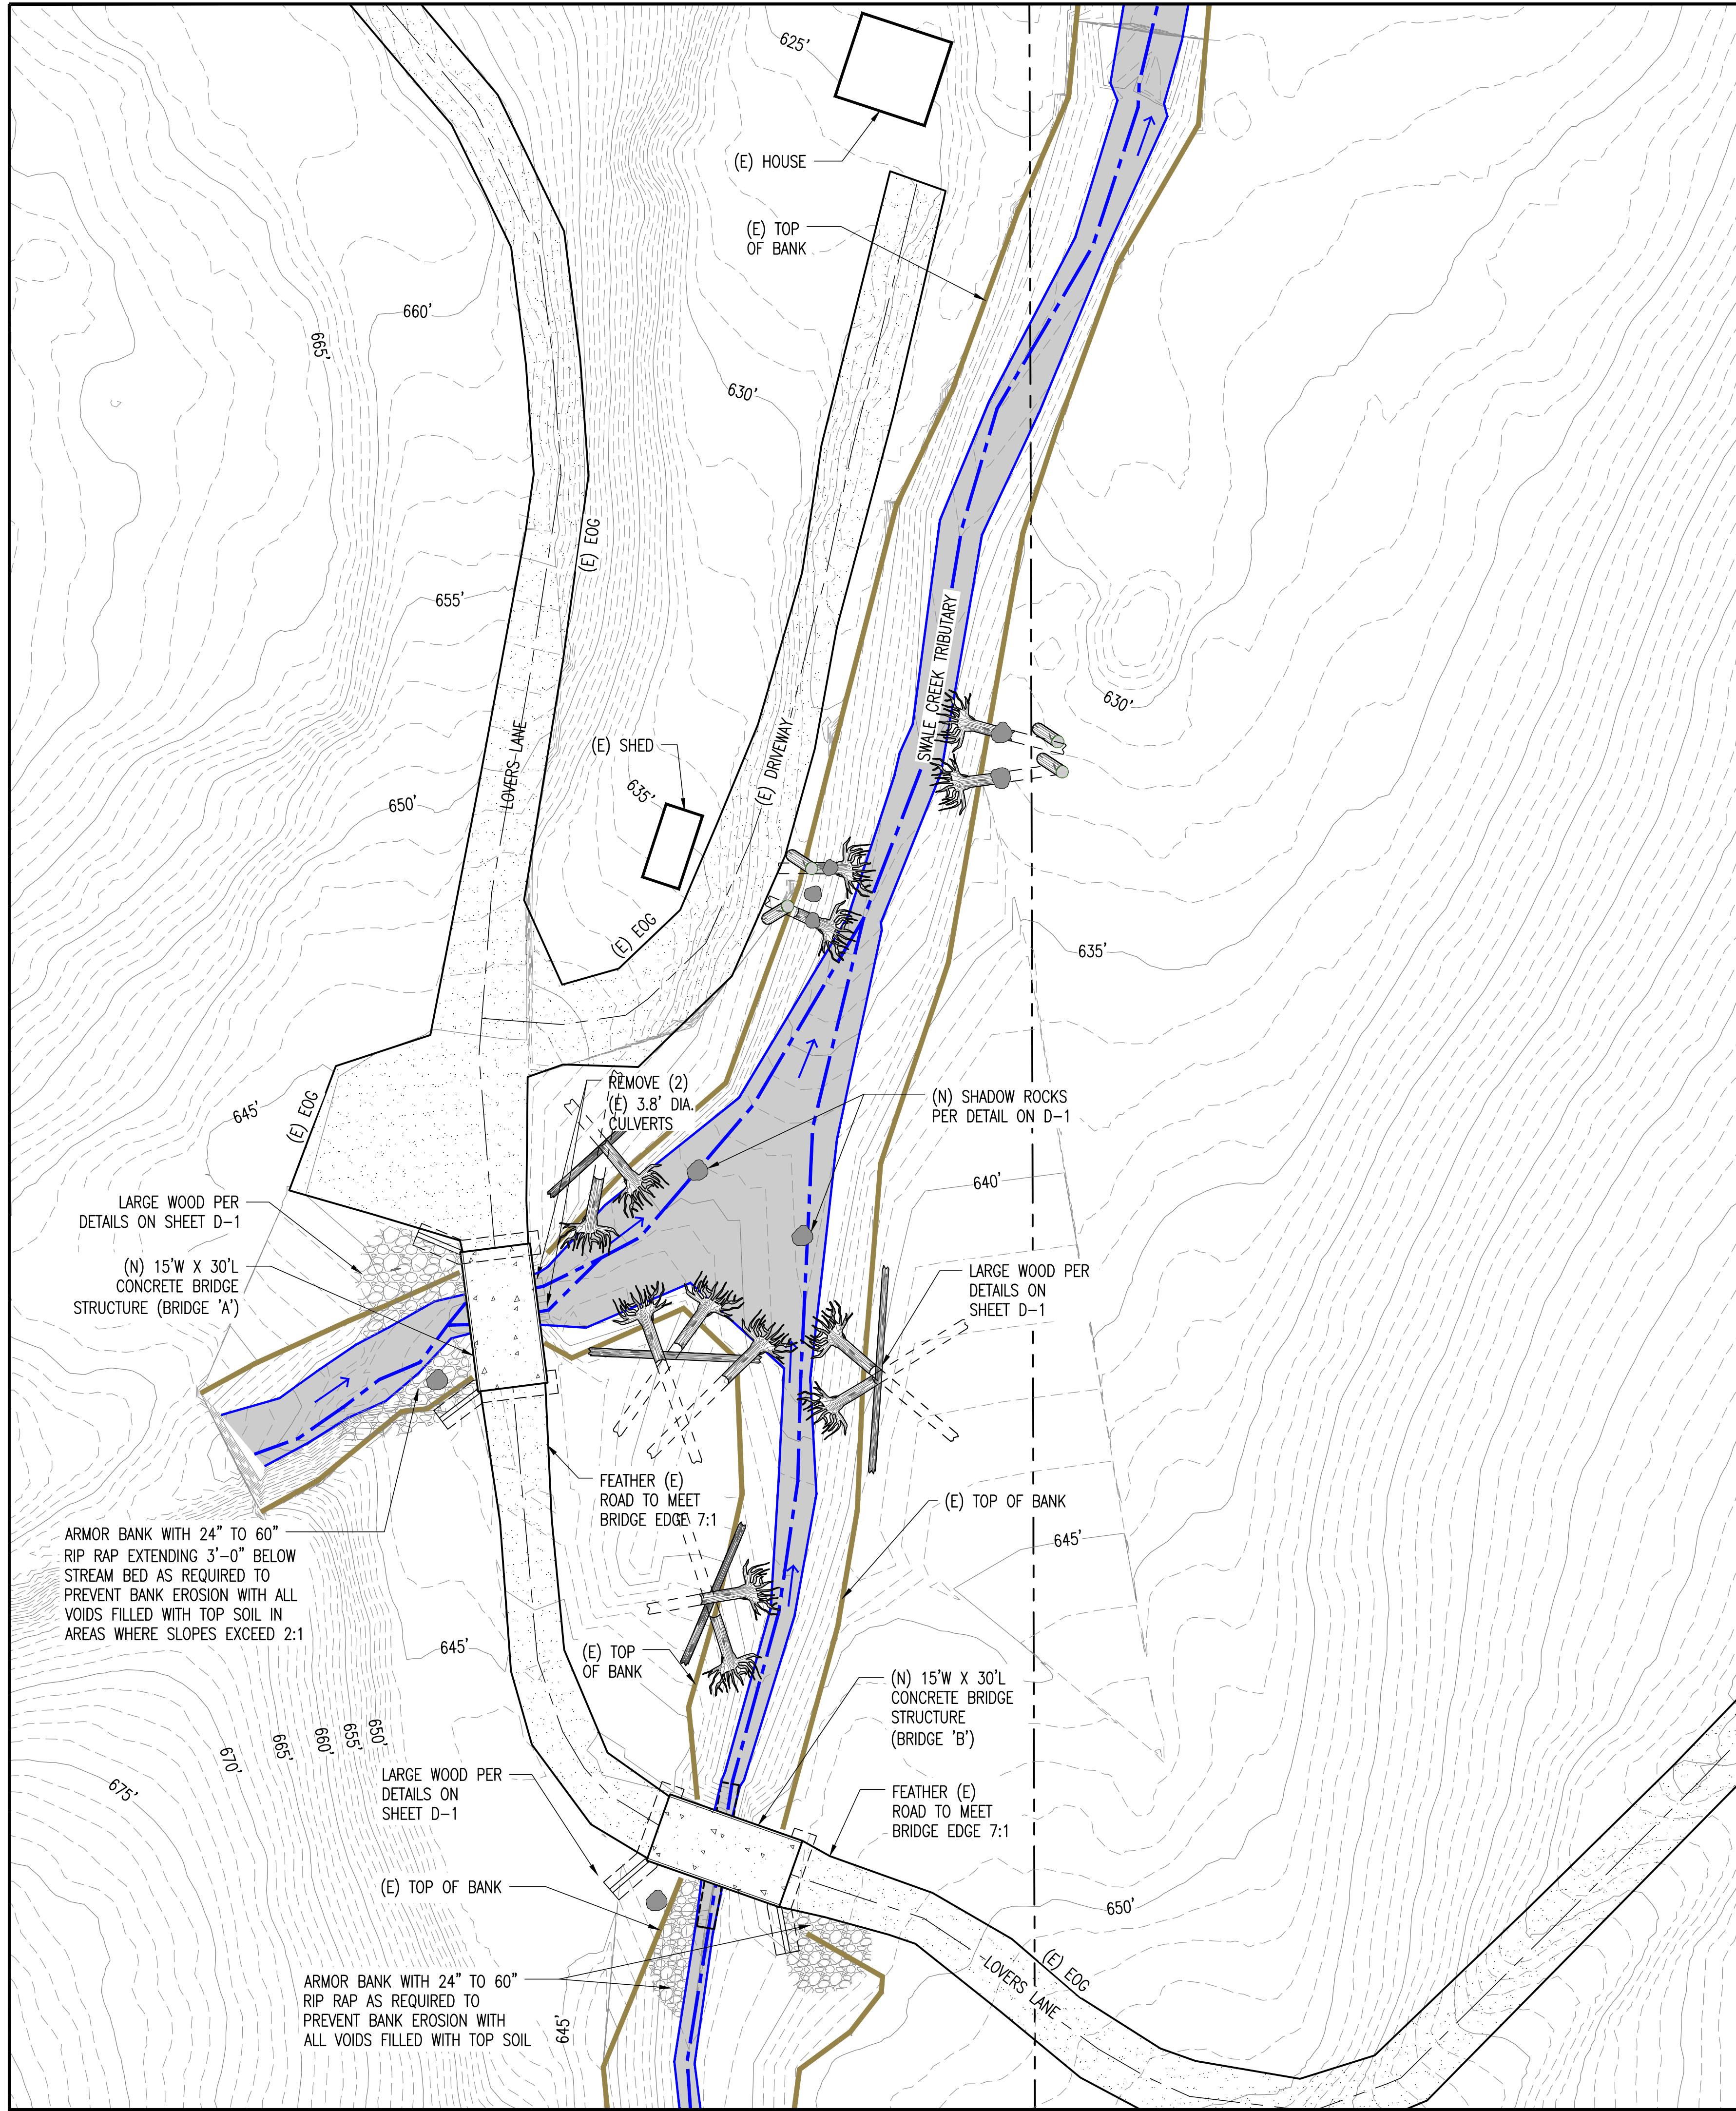 625'
(E) HOUSE
(E) TOP
OF BANK
660'
665'
630'
(E) EOG
655'
SWALE CREEK TRIBUTARY
630'
LOVERS LANE
(E) SHED
(E) DRIVEWAY
635'
650'
(E) EOG
635'
REMOVE (2)
(E) 3.8' DIA.
CULVERTS
(N) SHADOW ROCKS
PER DETAIL ON D-1
645'
(E) EOG
640'
LARGE WOOD PER
DETAILS ON SHEET D-1
(N) 15'W X 30'L
CONCRETE BRIDGE
STRUCTURE (BRIDGE 'A')
LARGE WOOD PER
DETAILS ON
SHEET D-1
FEATHER (E)
ROAD TO MEET
BRIDGE EDGE 7:1
(E) TOP OF BANK
ARMOR BANK WITH 24" TO 60"
RIP RAP EXTENDING 3'-0" BELOW
STREAM BED AS REQUIRED TO
PREVENT BANK EROSION WITH ALL
VOIDS FILLED WITH TOP SOIL IN
AREAS WHERE SLOPES EXCEED 2:1
645'
645'
(E) TOP
OF BANK
(N) 15'W X 30'L
CONCRETE BRIDGE
STRUCTURE
(BRIDGE 'B')
675'
670'
665'
660'
655'
650'
LARGE WOOD PER
DETAILS ON
SHEET D-1
FEATHER (E)
ROAD TO MEET
BRIDGE EDGE 7:1
(E) TOP OF BANK
650'
(E) EOG
LOVERS LANE
ARMOR BANK WITH 24" TO 60"
RIP RAP AS REQUIRED TO
PREVENT BANK EROSION WITH
ALL VOIDS FILLED WITH TOP SOIL
645'